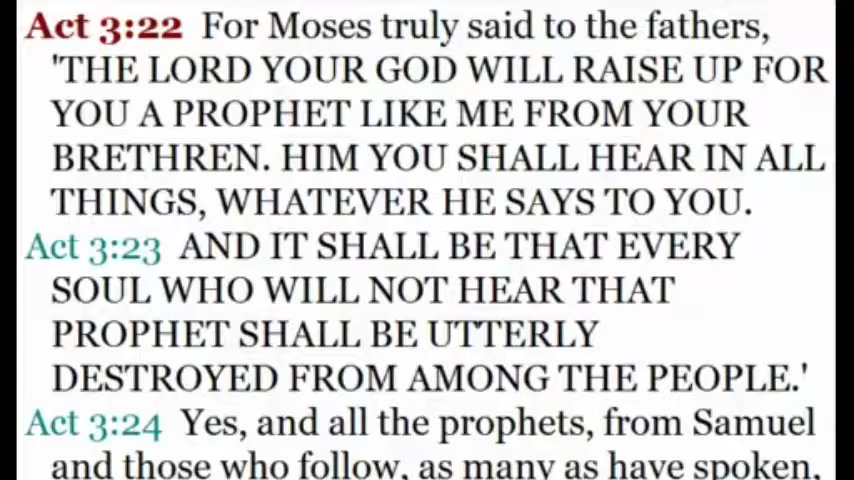 Act 3:22 For Moses truly said to the fathers,
'THE LORD YOUR GOD WILL RAISE UP FOR
YOU A PROPHET LIKE ME FROM YOUR
BRETHREN. HIM YOU SHALL HEAR IN ALL
THINGS, WHATEVER HE SAYS TO YOU.
Act 3:23 AND IT SHALL BE THAT EVERY
SOUL WHO WILL NOT HEAR THAT
PROPHET SHALL BE UTTERLY
DESTROYED FROM AMONG THE PEOPLE.'
Act 3:24 Yes, and all the prophets, from Samuel
and those who follow, as many as have spoken,